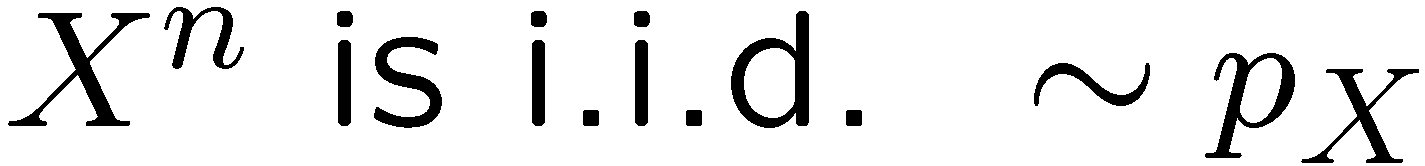 Xⁿ is i.i.d. ∼ p_X